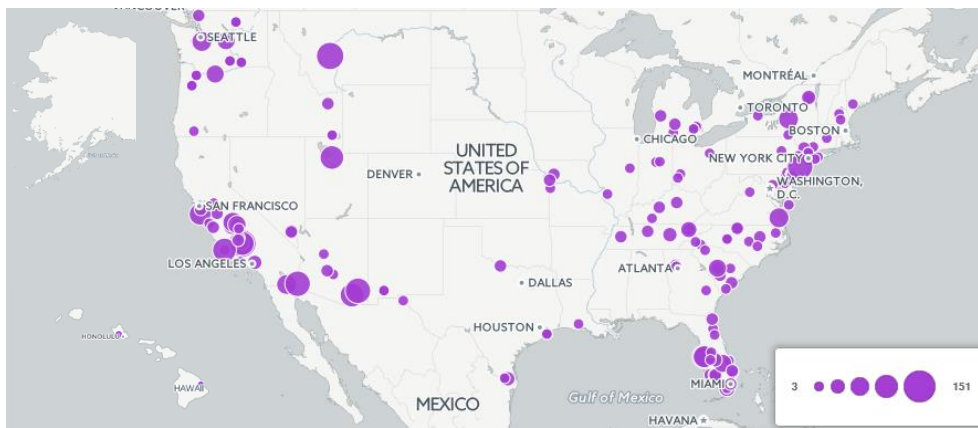 VANCOUVER
SEATTLE
MONTRÉAL
TORONTO
BOSTON
CHICAGO
NEW YORK CITY
UNITED
STATES OF
AMERICA
DENVER
WASHINGTON,
D.C.
SAN FRANCISCO
LOS ANGELES
ATLANTA
DALLAS
HOUSTON
HONOLULU
HAWAII
MIAMI
3
151
MEXICO
Gulf of Mexico
HAVANA